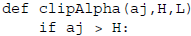 def clipAlpha(aj,H,L)
    if aj > H: